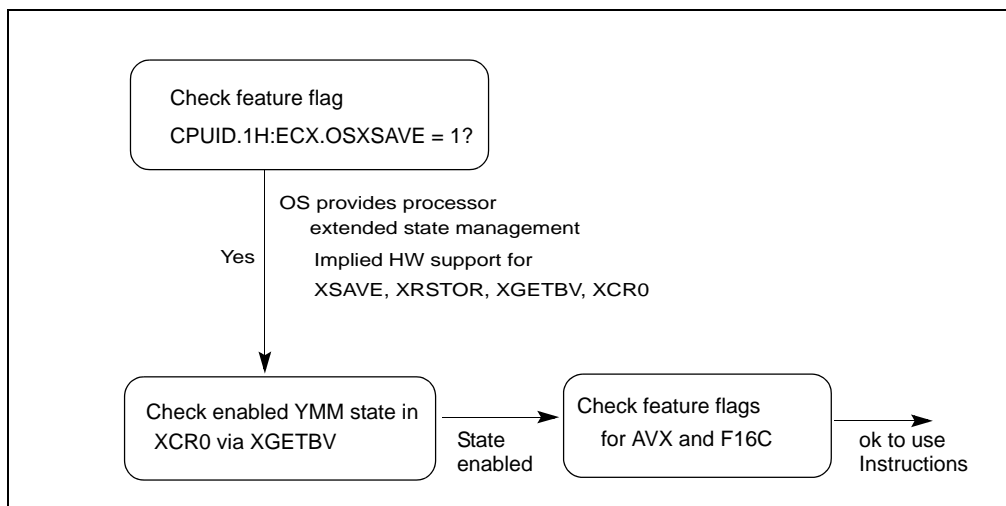 Check feature flag
CPUID.1H:ECX.OSXSAVE = 1?
OS provides processor
extended state management
Yes
Implied HW support for
XSAVE, XRSTOR, XGETBV, XCR0
Check enabled YMM state in
XCR0 via XGETBV
State
enabled
Check feature flags
for AVX and F16C
ok to use
Instructions